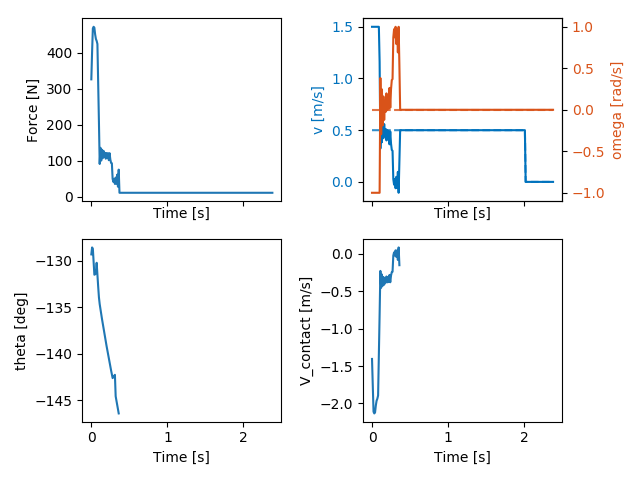 Force [N]
400
300
200
100
0
Time [s]
v [m/s]
1.5
1.0
0.5
0.0
1.0
0.5
0.0
−0.5
−1.0
omega [rad/s]
Time [s]
theta [deg]
−130
−135
−140
−145
0 1 2
Time [s]
V_contact [m/s]
0.0
−0.5
−1.0
−1.5
−2.0
0 1 2
Time [s]